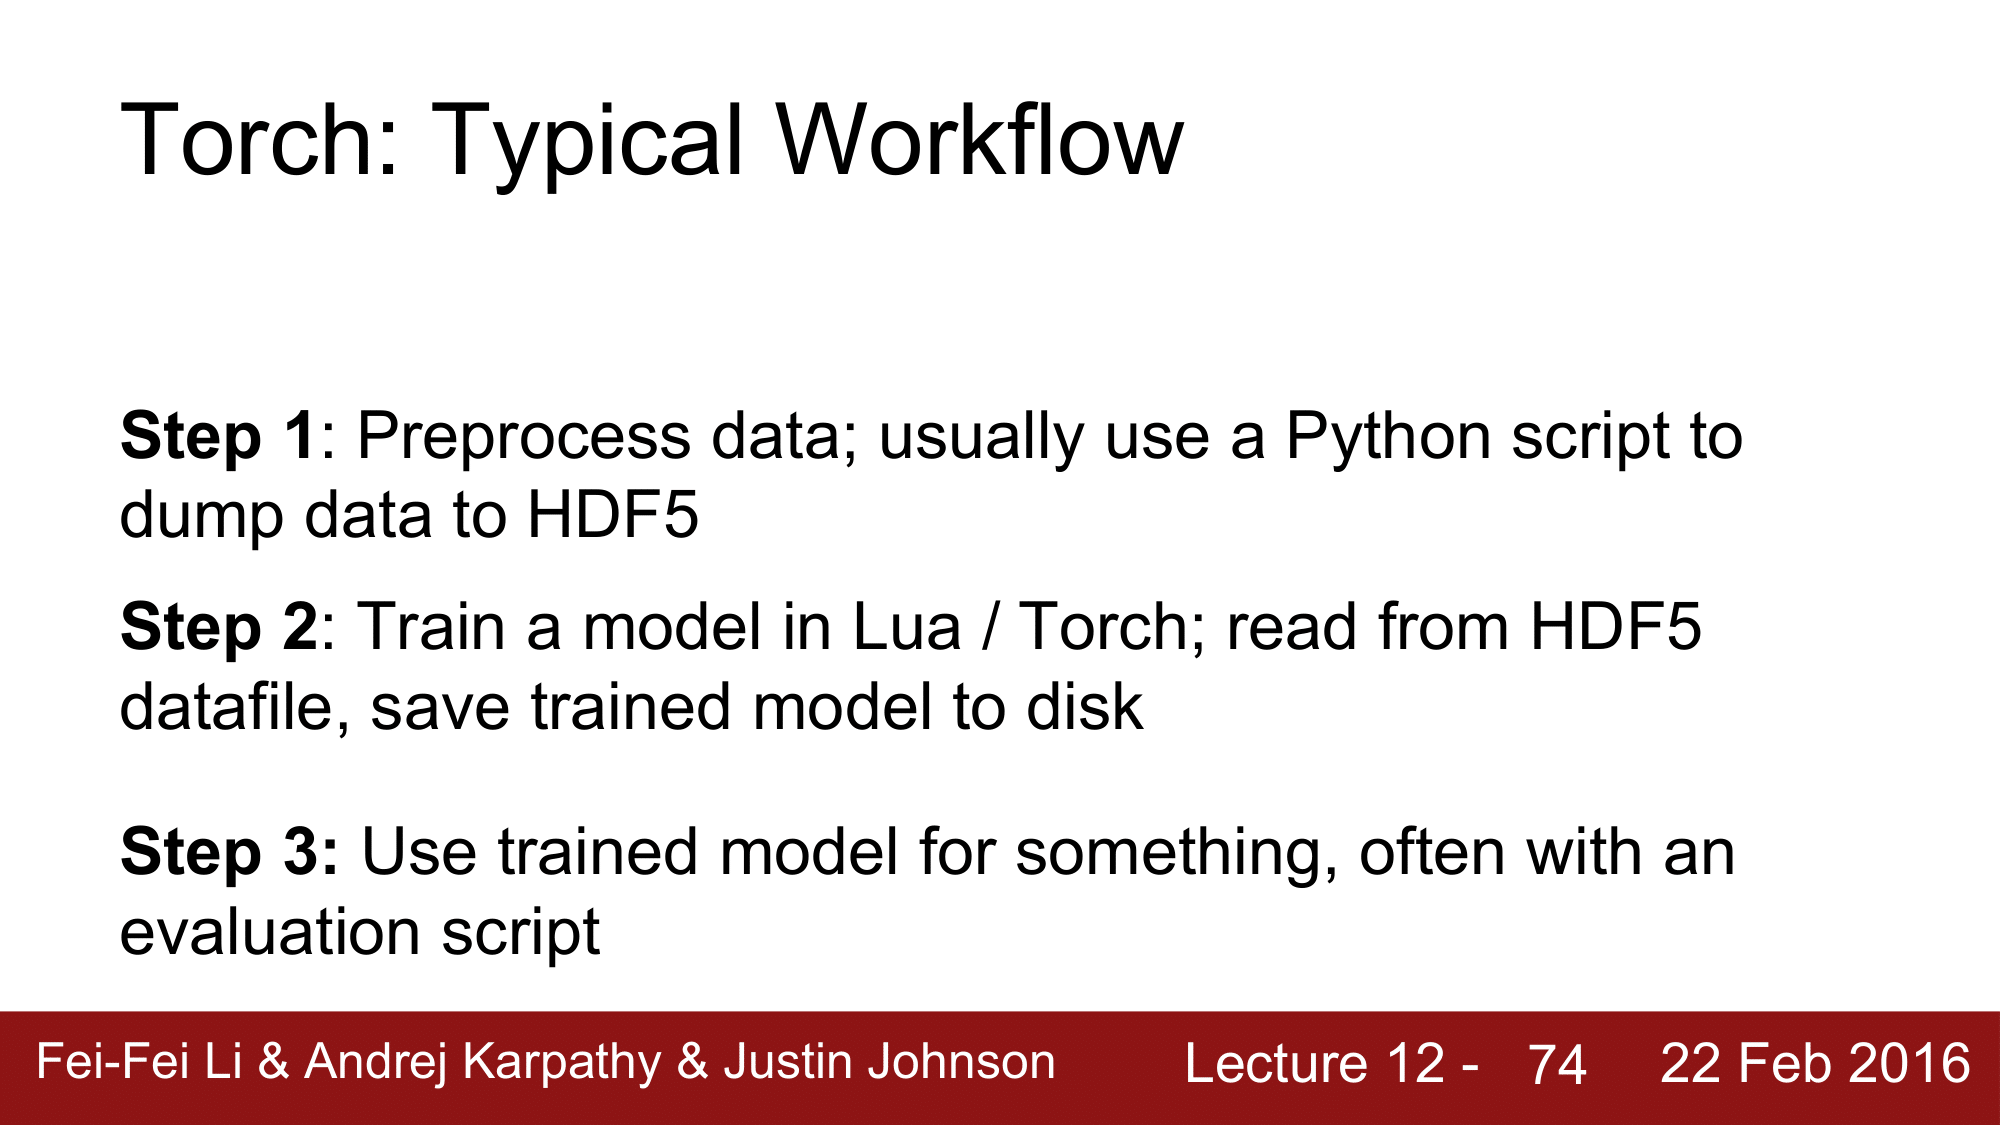 Torch: Typical Workflow
Step 1: Preprocess data; usually use a Python script to
dump data to HDF5
Step 2: Train a model in Lua / Torch; read from HDF5
datafile, save trained model to disk
Step 3: Use trained model for something, often with an
evaluation script
Fei-Fei Li & Andrej Karpathy & Justin Johnson Lecture 12 - 74 22 Feb 2016